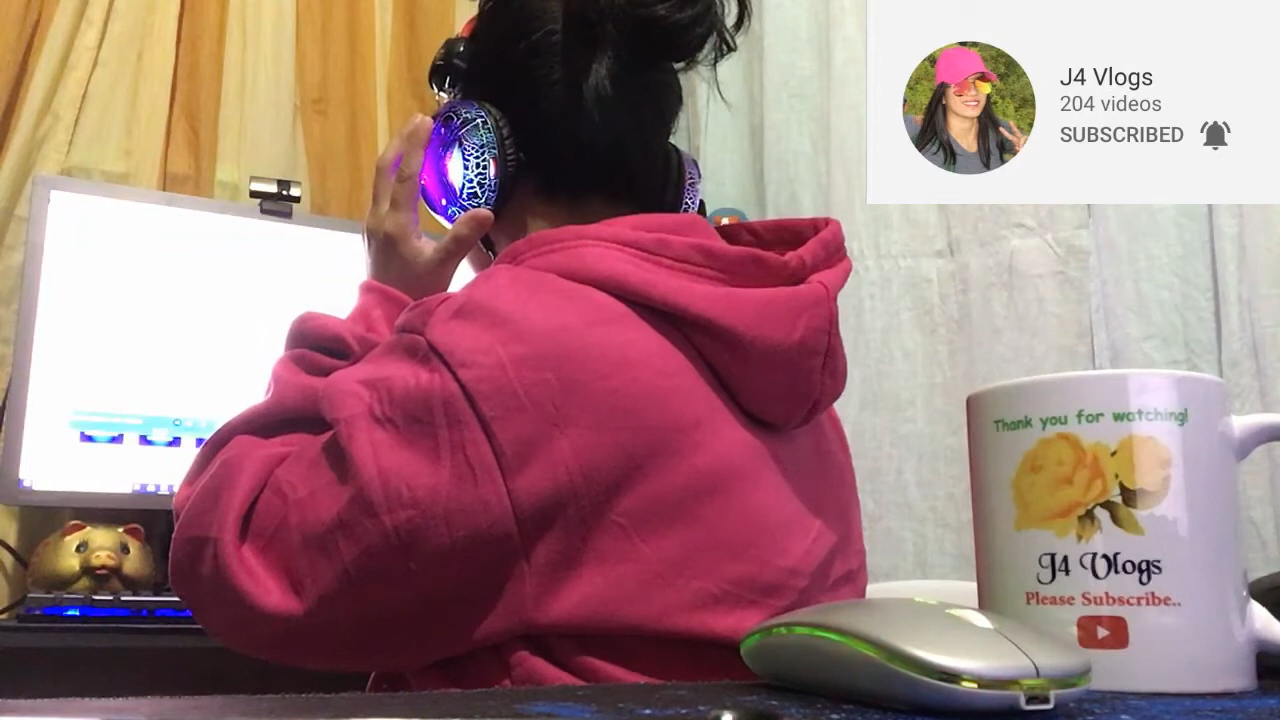 J4 Vlogs
204 videos
SUBSCRIBED
Thank you for watching!
J4 Vlogs
Please Subscribe..